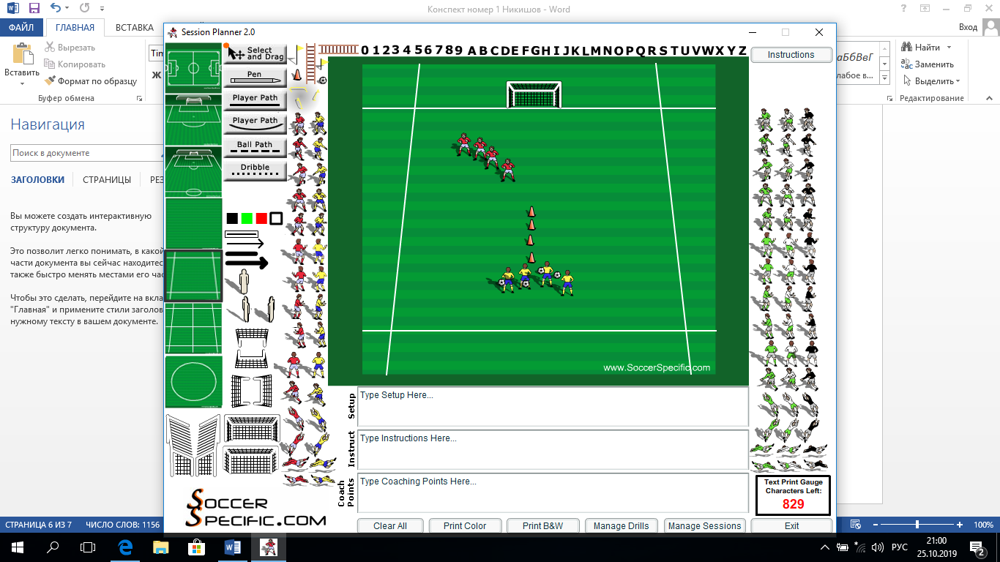 Конспект номер 1 Никишов - Word
ФАЙЛ
ГЛАВНАЯ
ВСТАВКА
Вход
Вставить
Вырезать
Копировать
Формат по образцу
Буфер обмена
Tim
Ж
АаБбВвГ
лабое в...
Найти
Заменить
Выделить
Редактирование
Навигация
Поиск в документе
ЗАГОЛОВКИ
СТРАНИЦЫ
РЕЗ
Вы можете создать интерактивную
структуру документа.
Это позволит легко понимать, в какой
части документа вы сейчас находитес
также быстро менять местами его час
Чтобы это сделать, перейдите на вкла
"Главная" и примените стили заголов
нужному тексту в вашем документе.
Session Planner 2.0
Select
and Drag
Pen
Player Path
Player Path
Ball Path
Dribble
0 1 2 3 4 5 6 7 8 9 A B C D E F G H I J K L M N O P Q R S T U V W X Y Z
Instructions
www.SoccerSpecific.com
Setup
Type Setup Here...
Instruct
Type Instructions Here...
Coach
Points
Type Coaching Points Here...
Text Print Gauge
Characters Left:
829
SOCCER
SPECIFIC.COM
Clear All
Print Color
Print B&W
Manage Drills
Manage Sessions
Exit
СТРАНИЦА 6 ИЗ 7
ЧИСЛО СЛОВ: 1156
100%
РУС
21:00
25.10.2019
2